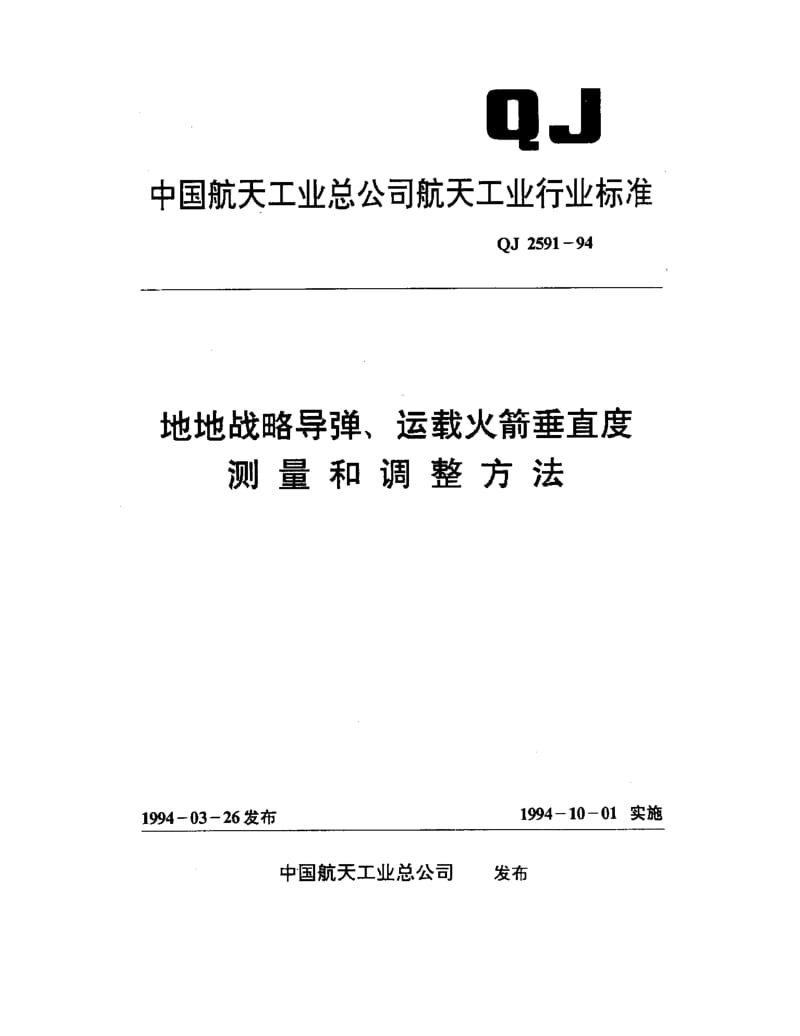 QJ
中国航天工业总公司航天工业行业标准
QJ 2591-94
地地战略导弹、运载火箭垂直度
测量和调整方法
1994-03-26发布
1994-10-01 实施
中国航天工业总公司 发布